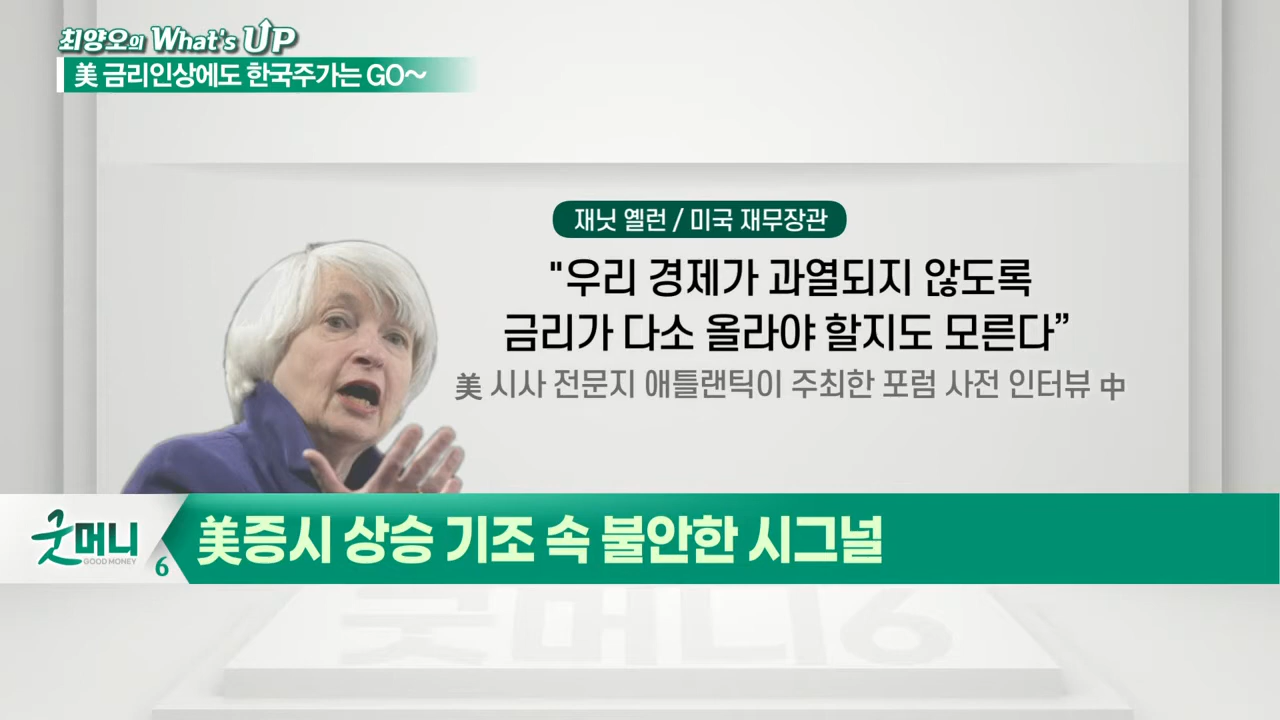 최양오의 What's UP
美 금리인상에도 한국주가는 GO~
재닛 옐런 / 미국 재무장관
"우리 경제가 과열되지 않도록
금리가 다소 올라야 할지도 모른다”
美 시사 전문지 애틀랜틱이 주최한 포럼 사전 인터뷰 中
굿머니
GOOD MONEY
6
美증시 상승 기조 속 불안한 시그널
굿머니6